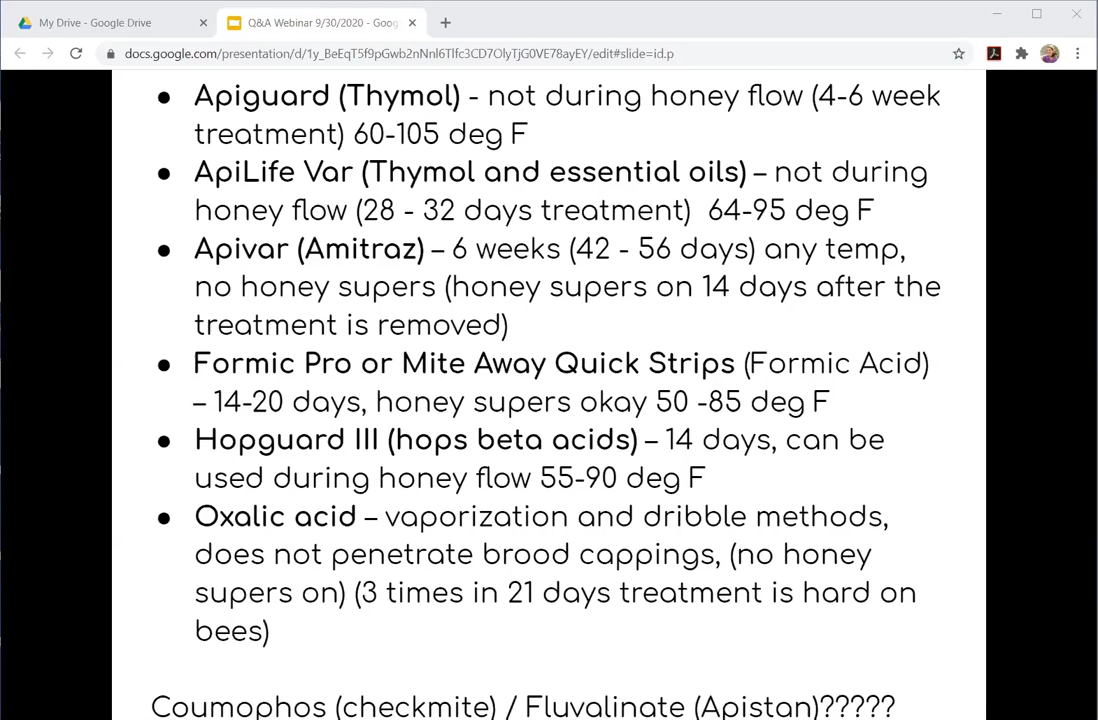 My Drive - Google Drive
Q&A Webinar 9/30/2020 - Goog
docs.google.com/presentation/d/1y_BeEqT5f9pGwb2nNnl6Tlfc3CD7OlyTjG0VE78ayEY/edit#slide=id.p
● Apiguard (Thymol) - not during honey flow (4-6 week
treatment) 60-105 deg F
● ApiLife Var (Thymol and essential oils) – not during
honey flow (28 - 32 days treatment) 64-95 deg F
● Apivar (Amitraz) – 6 weeks (42 - 56 days) any temp,
no honey supers (honey supers on 14 days after the
treatment is removed)
● Formic Pro or Mite Away Quick Strips (Formic Acid)
– 14-20 days, honey supers okay 50 -85 deg F
● Hopguard III (hops beta acids) – 14 days, can be
used during honey flow 55-90 deg F
● Oxalic acid – vaporization and dribble methods,
does not penetrate brood cappings, (no honey
supers on) (3 times in 21 days treatment is hard on
bees)
Coumophos (checkmite) / Fluvalinate (Apistan)?????